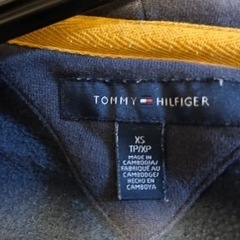 TOMMY HILFIGER
XS
TP/XP
MADE IN
CAMBODIA/
FABRIQUÉ AU
CAMBODGE/
HECHO EN
CAMBOYA